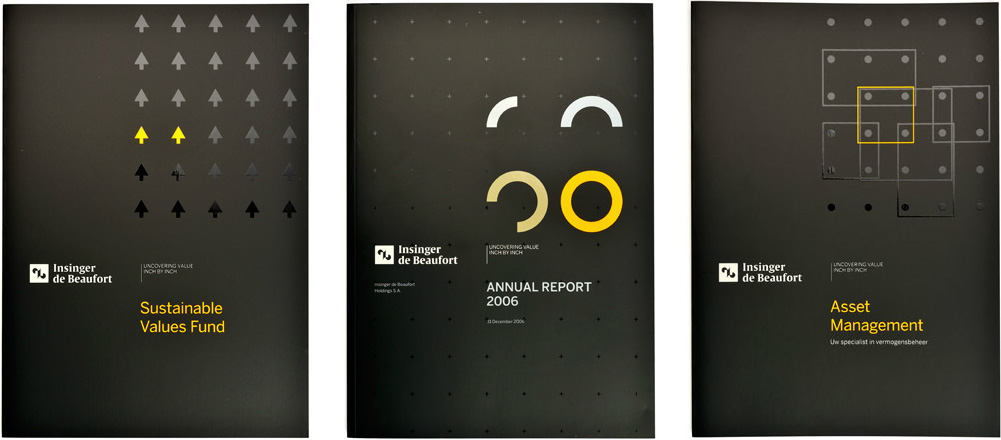 Insinger
de Beaufort
UNCOVERING VALUE
INCH BY INCH
Sustainable
Values Fund
Insinger
de Beaufort
UNCOVERING VALUE
INCH BY INCH
Insinger de Beaufort
Holdings S.A.
ANNUAL REPORT
2006
31 December 2006
Insinger
de Beaufort
UNCOVERING VALUE
INCH BY INCH
Asset
Management
Uw specialist in vermogensbeheer